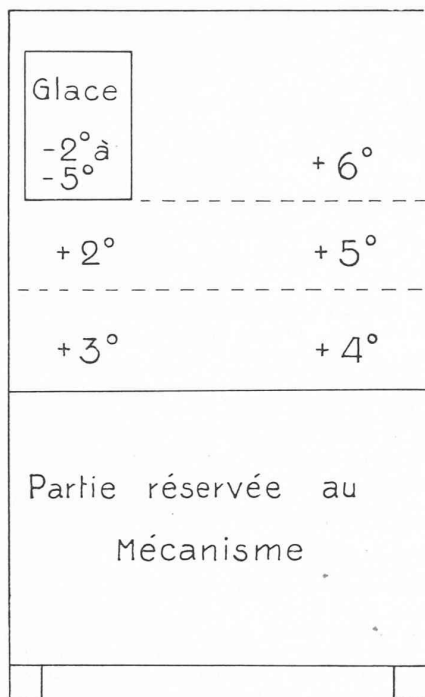 Glace
-2° à
-5°
+ 6°
+ 2°
+ 5°
+ 3°
+ 4°
Partie réservée au
Mécanisme